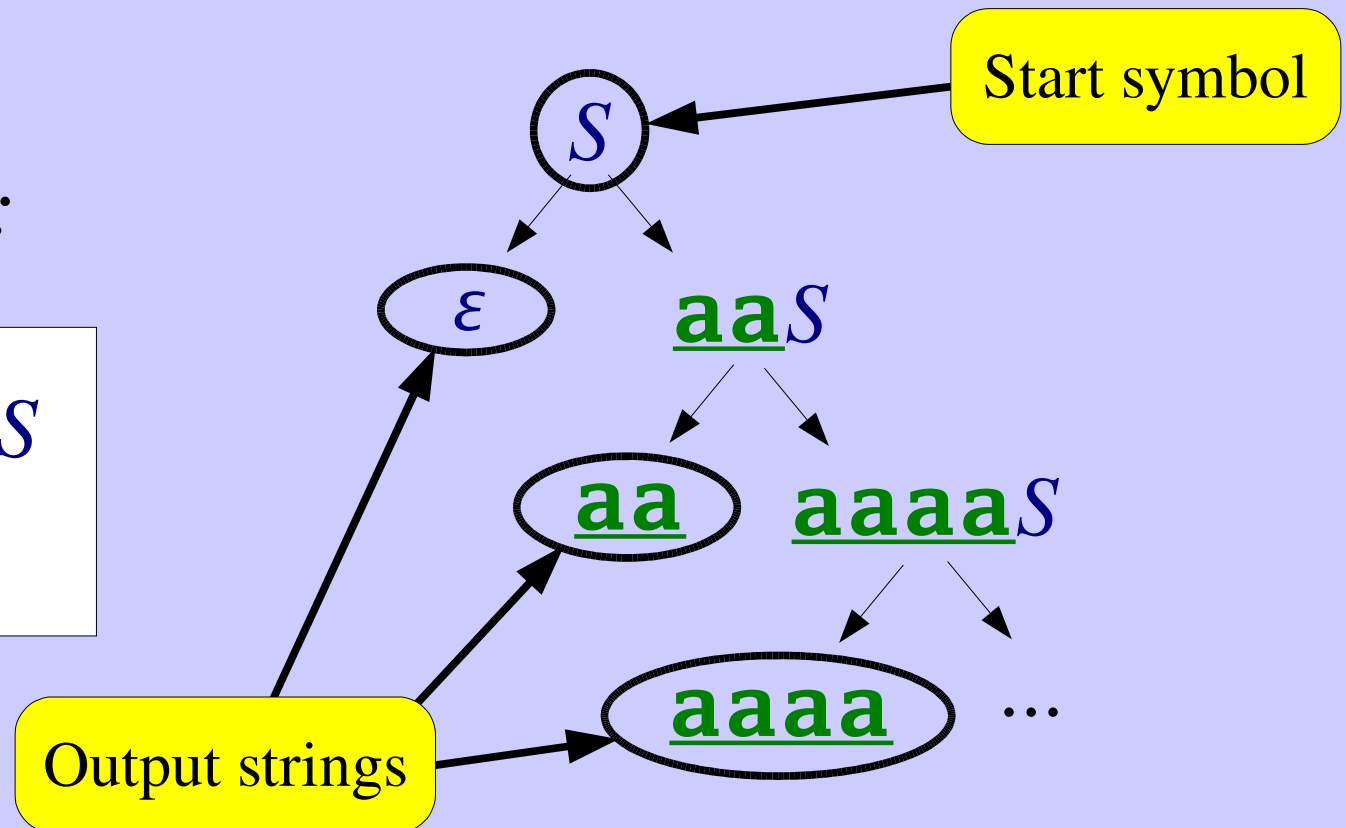 Start symbol
S
:
ε
aaS
S
aa
aaaaS
aaaa
...
Output strings